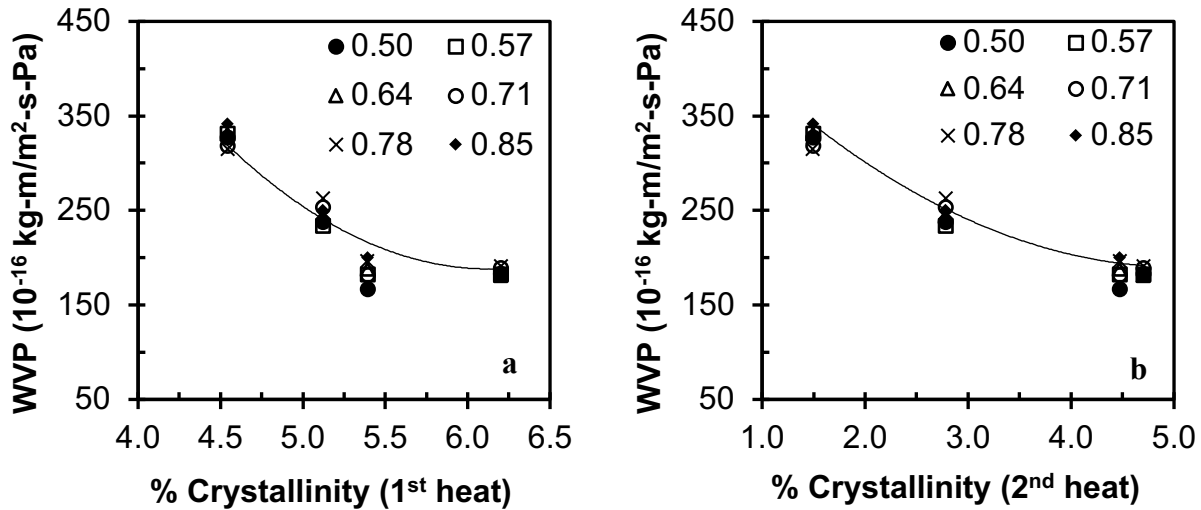 450
350
250
150
50
WVP (10⁻¹⁶ kg-m/m²-s-Pa)
0.50 0.57
0.64 0.71
0.78 0.85
a
4.0 4.5 5.0 5.5 6.0 6.5
% Crystallinity (1ˢᵗ heat)
450
350
250
150
50
WVP (10⁻¹⁶ kg-m/m²-s-Pa)
0.50 0.57
0.64 0.71
0.78 0.85
b
1.0 2.0 3.0 4.0 5.0
% Crystallinity (2ⁿᵈ heat)